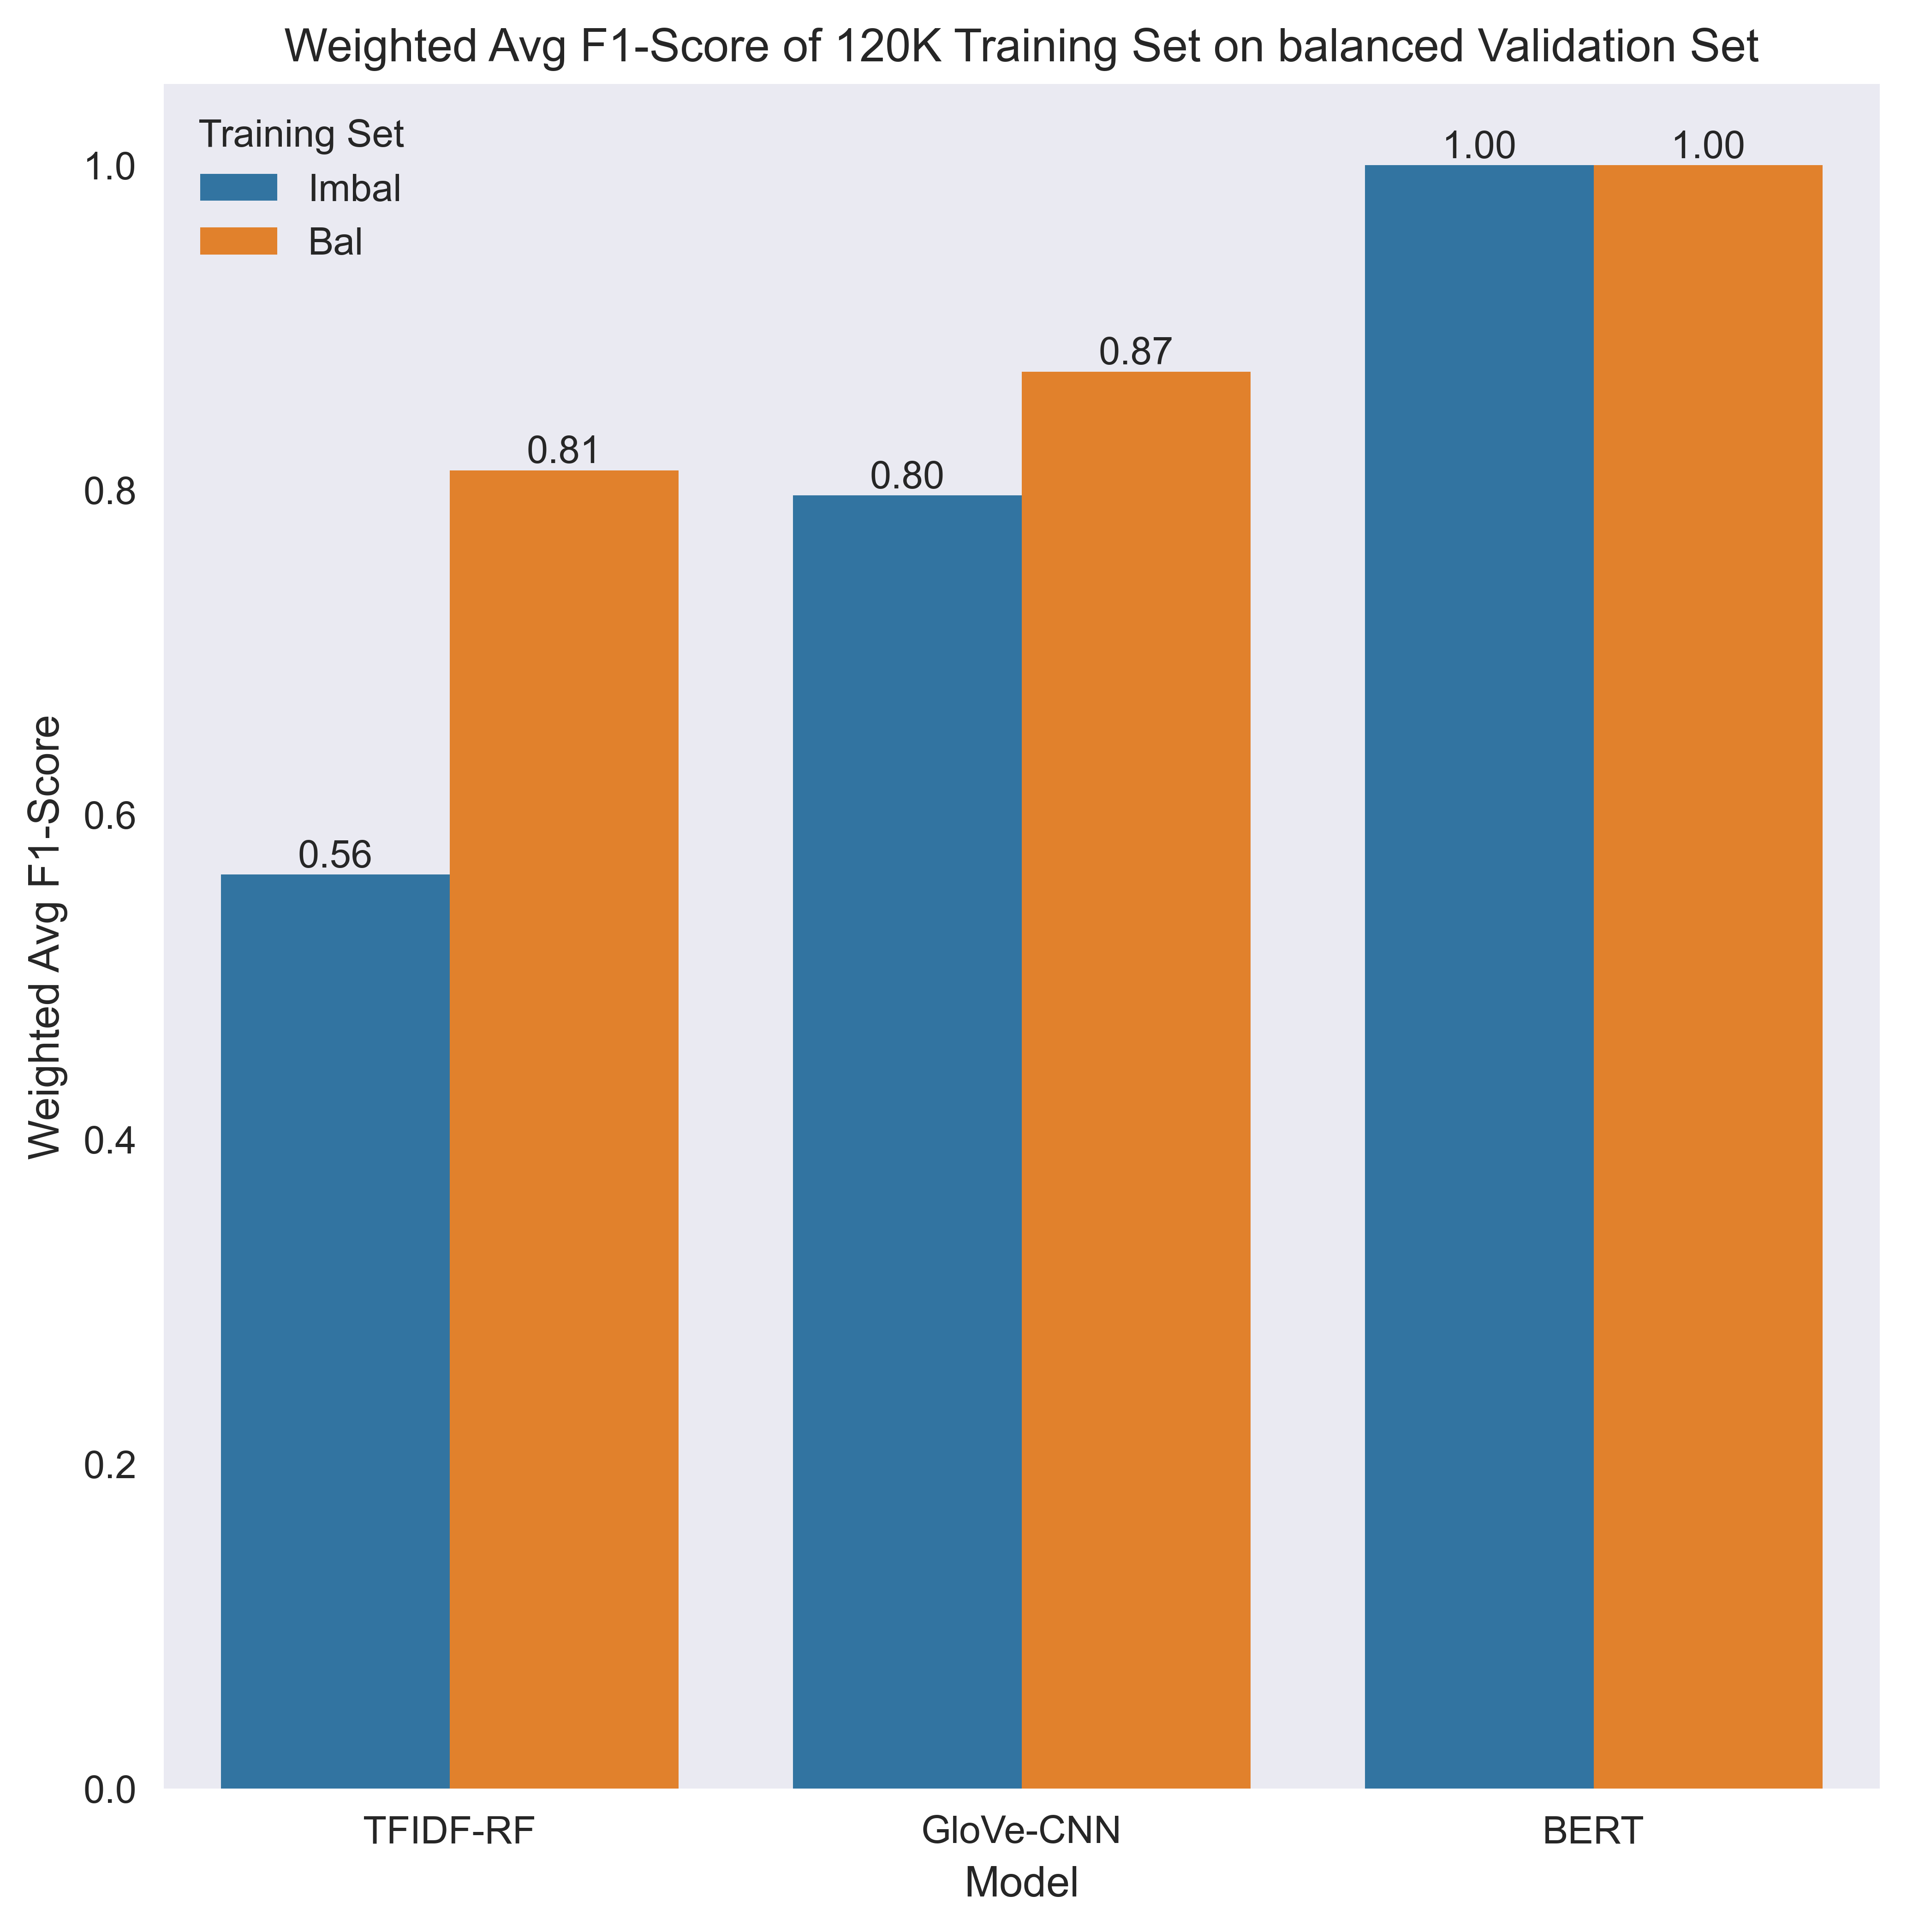 Weighted Avg F1-Score of 120K Training Set on balanced Validation Set
Training Set
Imbal
Bal
1.00
1.00
0.87
0.81
0.80
0.56
1.0
0.8
0.6
0.4
0.2
0.0
Weighted Avg F1-Score
TFIDF-RF
GloVe-CNN
BERT
Model